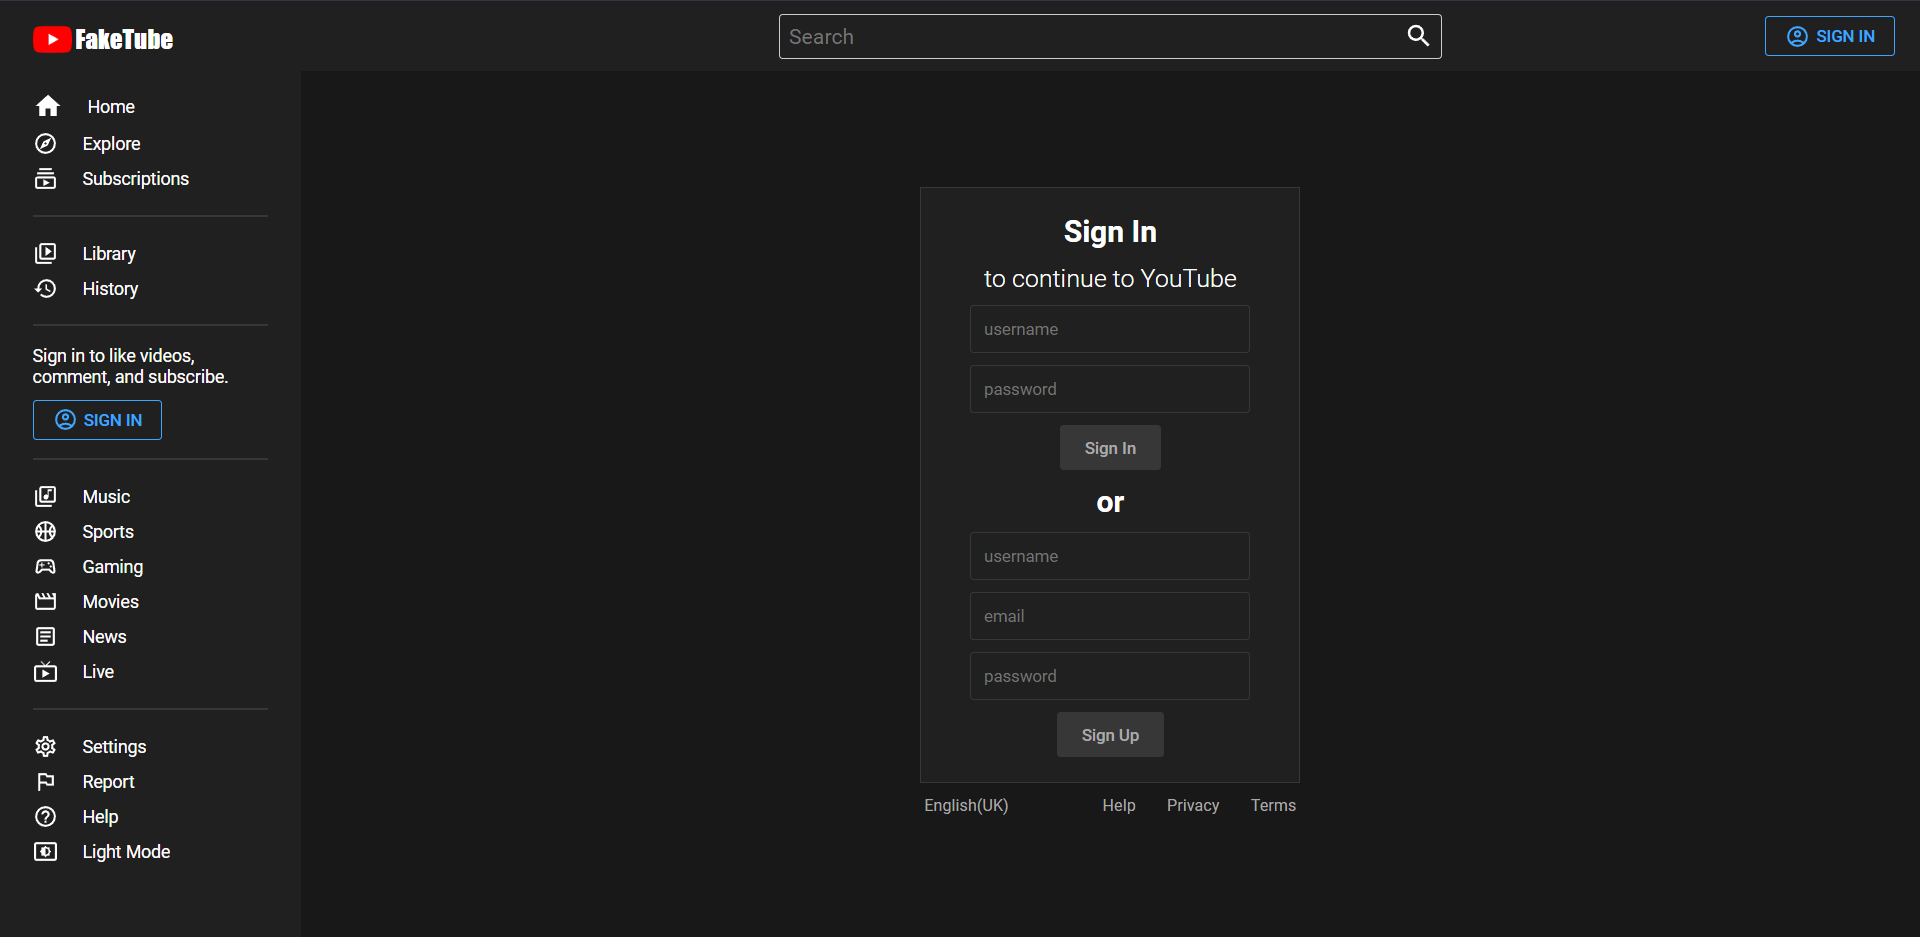 FakeTube
Search
SIGN IN
Home
Explore
Subscriptions
Library
History
Sign in to like videos,
comment, and subscribe.
SIGN IN
Music
Sports
Gaming
Movies
News
Live
Settings
Report
Help
Light Mode
Sign In
to continue to YouTube
username
password
Sign In
or
username
email
password
Sign Up
English(UK) Help Privacy Terms